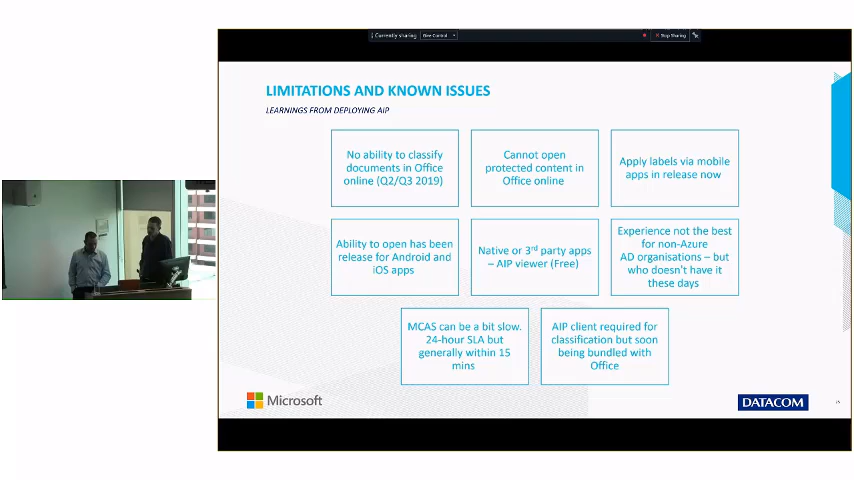 Currently sharing Give Control
Stop Sharing
LIMITATIONS AND KNOWN ISSUES
LEARNINGS FROM DEPLOYING AIP
No ability to classify
documents in Office
online (Q2/Q3 2019)
Cannot open
protected content in
Office online
Apply labels via mobile
apps in release now
Ability to open has been
release for Android and
iOS apps
Native or 3rd party apps
– AIP viewer (Free)
Experience not the best
for non-Azure
AD organisations – but
who doesn't have it
these days
MCAS can be a bit slow.
24-hour SLA but
generally within 15
mins
AIP client required for
classification but soon
being bundled with
Office
Microsoft
DATACOM